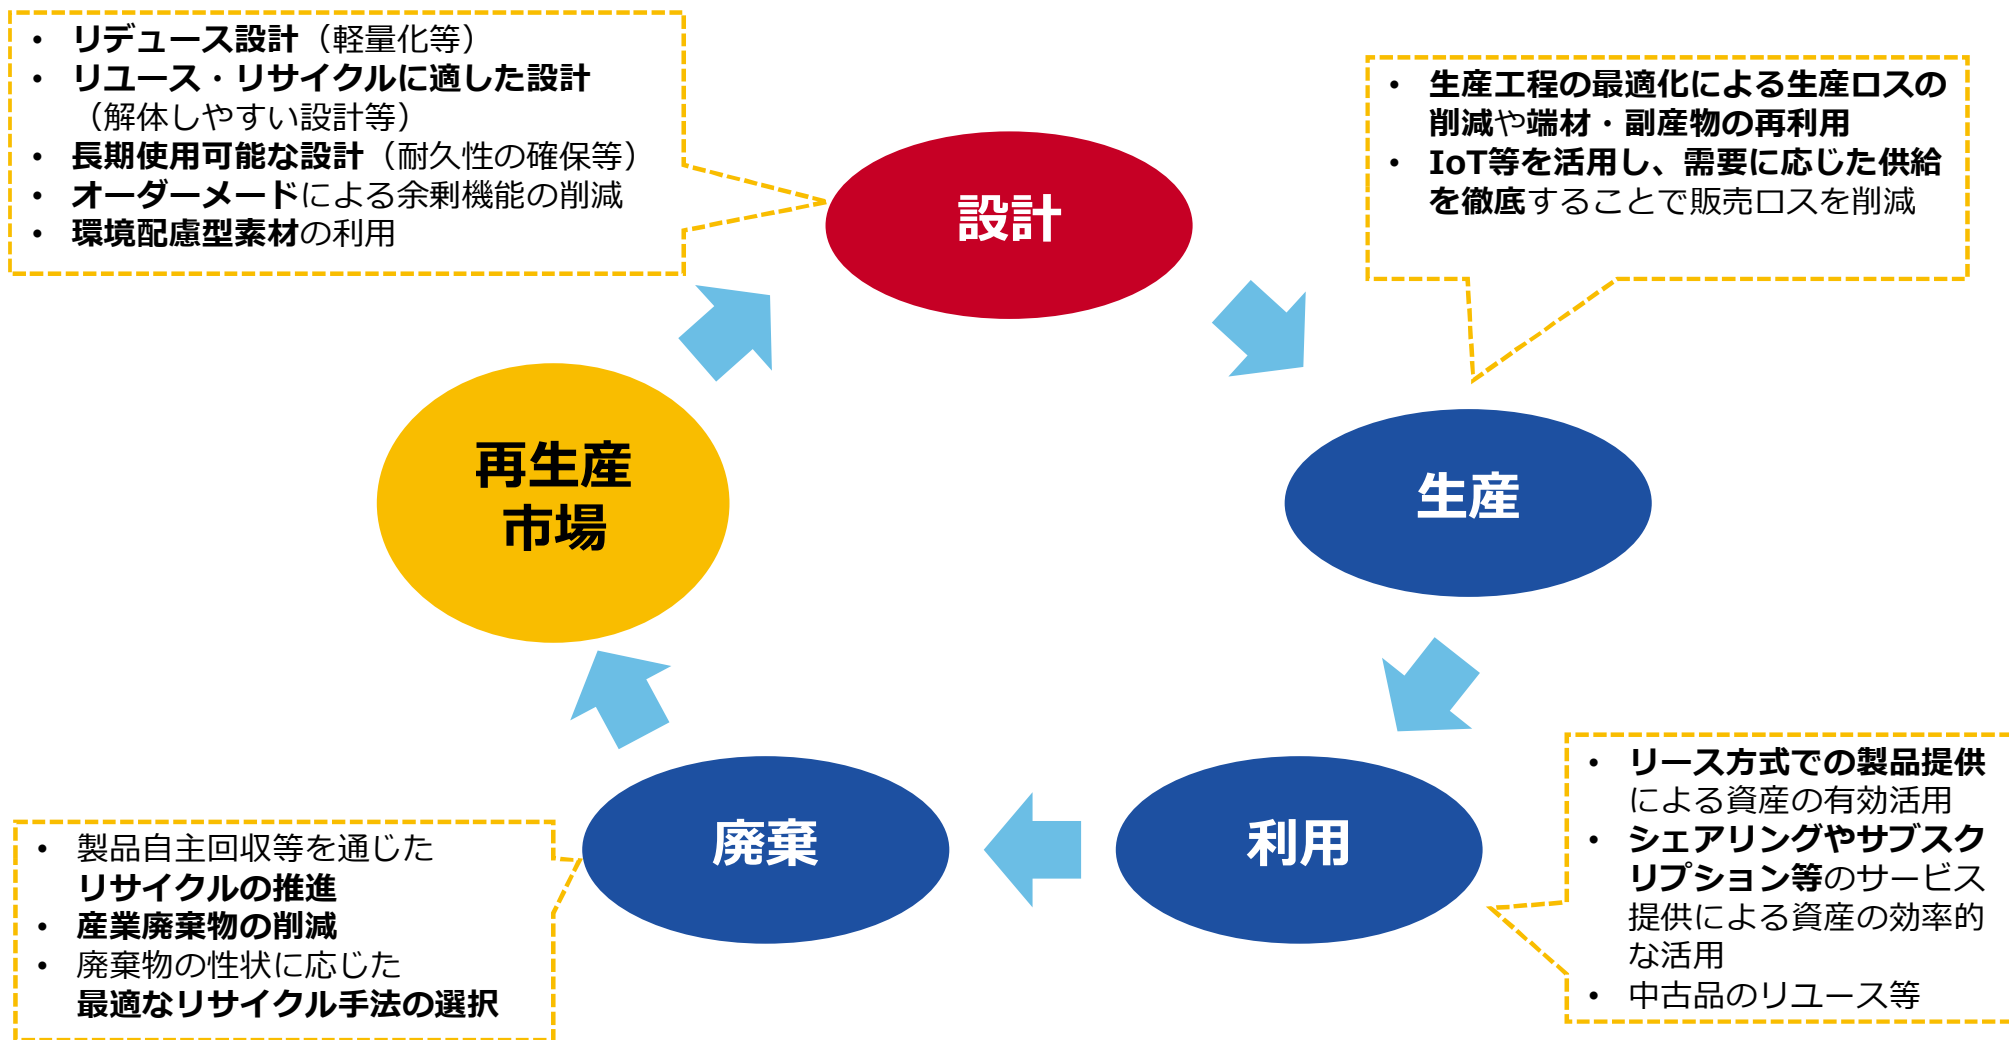 • リデュース設計（軽量化等）
• リユース・リサイクルに適した設計
（解体しやすい設計等）
• 長期使用可能な設計（耐久性の確保等）
• オーダーメードによる余剰機能の削減
• 環境配慮型素材の利用
• 生産工程の最適化による生産ロスの
削減や端材・副産物の再利用
• IoT等を活用し、需要に応じた供給
を徹底することで販売ロスを削減
設計
再生産
市場
生産
廃棄
利用
• 製品自主回収等を通じた
リサイクルの推進
• 産業廃棄物の削減
• 廃棄物の性状に応じた
最適なリサイクル手法の選択
• リース方式での製品提供
による資産の有効活用
• シェアリングやサブスク
リプション等のサービス
提供による資産の効率的
な活用
• 中古品のリユース等